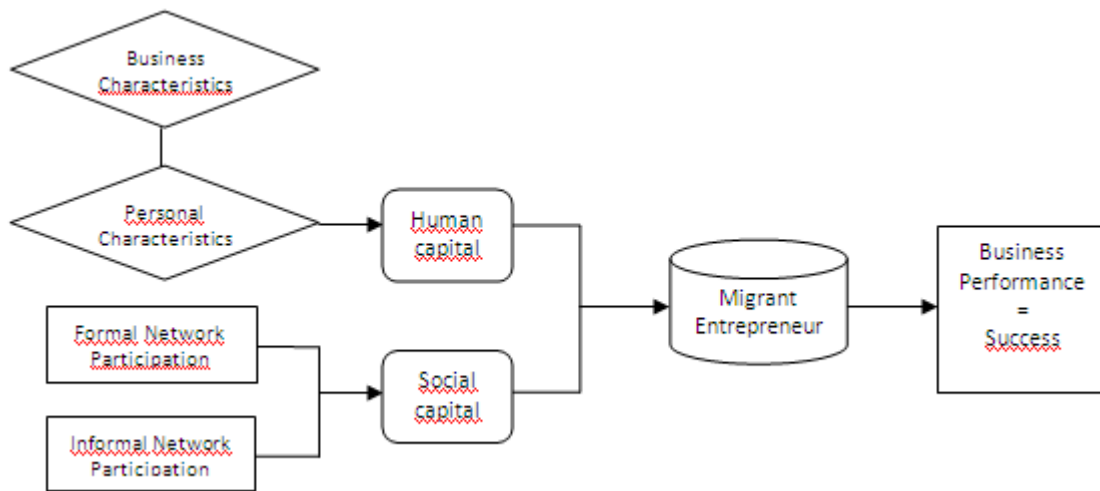 Business
Characteristics
Personal
Characteristics
Human
capital
Formal Network
Participation
Informal Network
Participation
Social
capital
Migrant
Entrepreneur
Business
Performance
=
Success